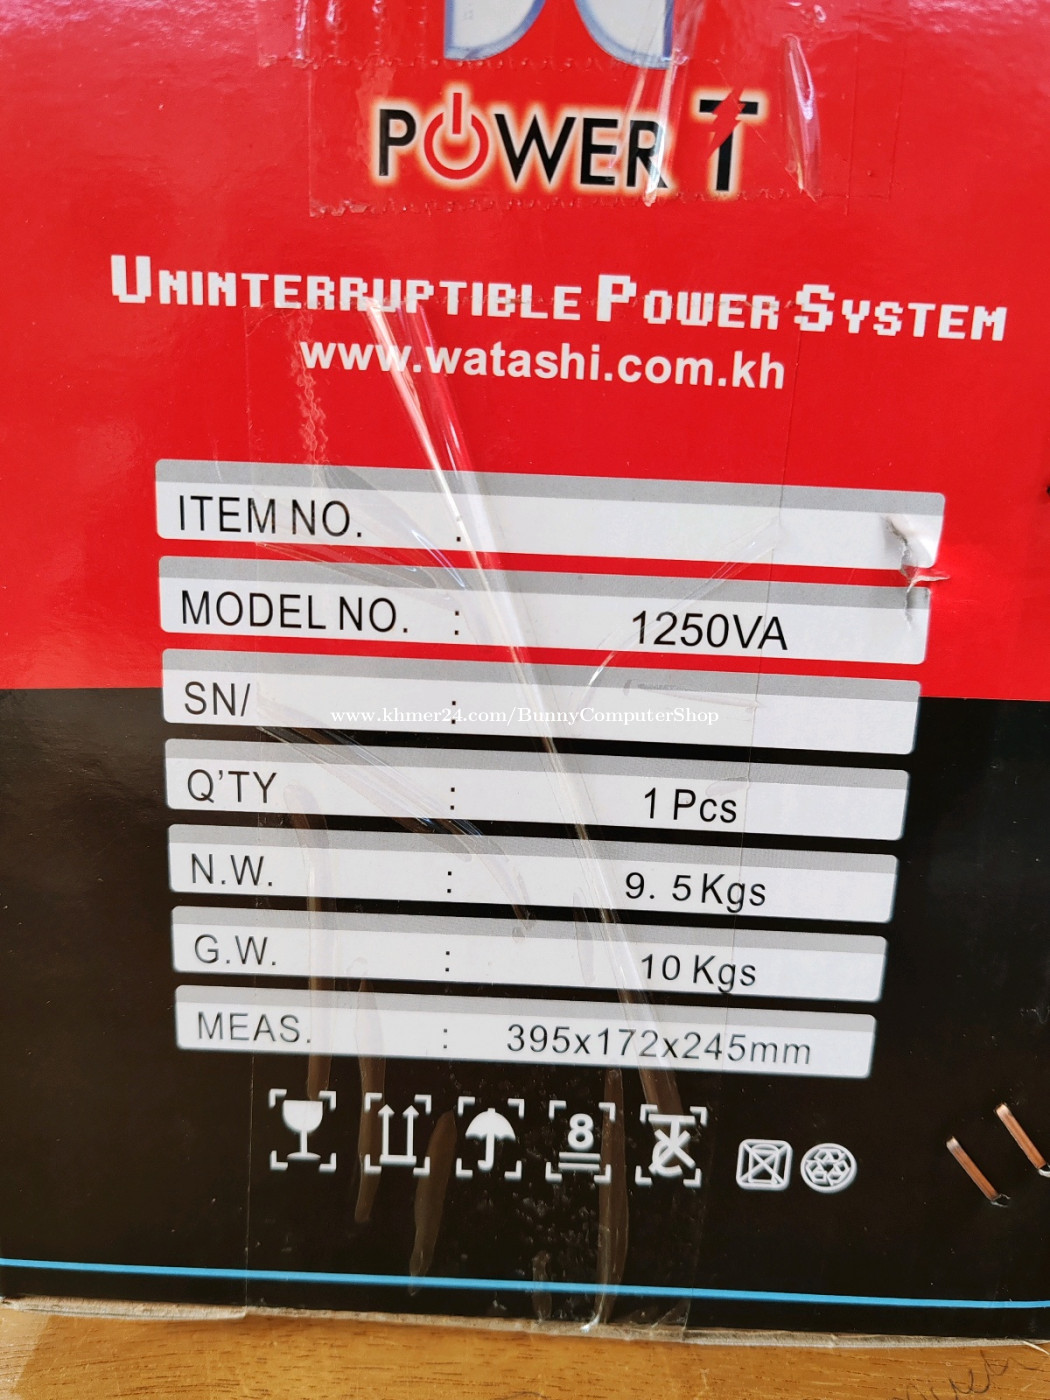 POWER T
UNINTERRUPTIBLE POWER SYSTEM
www.watashi.com.kh
ITEM NO. :
MODEL NO. : 1250VA
SN/ :
www.khmer24.com/BunnyComputerShop
Q'TY : 1 Pcs
N.W. : 9. 5 Kgs
G.W. : 10 Kgs
MEAS. : 395x172x245mm
8